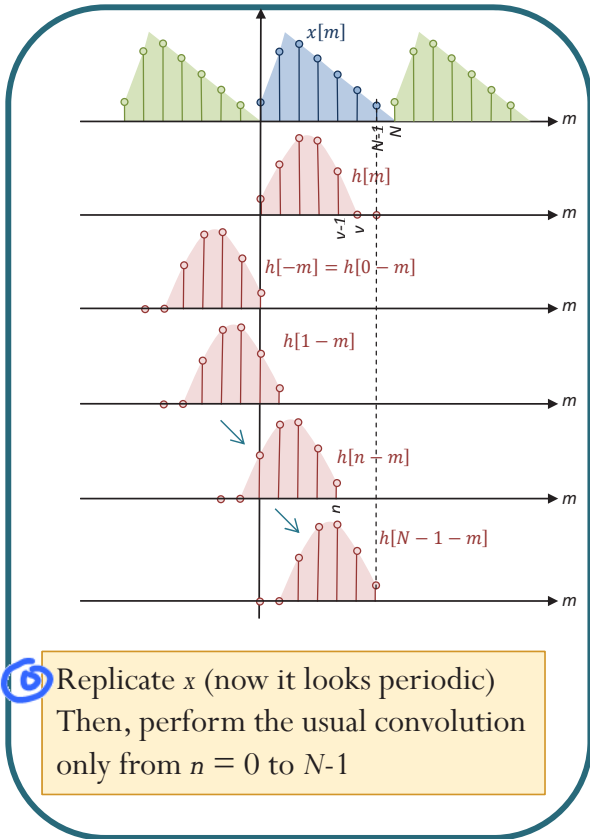 x[m]
m
N-1
N
h[m]
v-1
v
m
h[−m] = h[0 − m]
m
h[1 − m]
m
h[n − m]
n
m
h[N − 1 − m]
m
Replicate x (now it looks periodic)
Then, perform the usual convolution
only from n = 0 to N-1